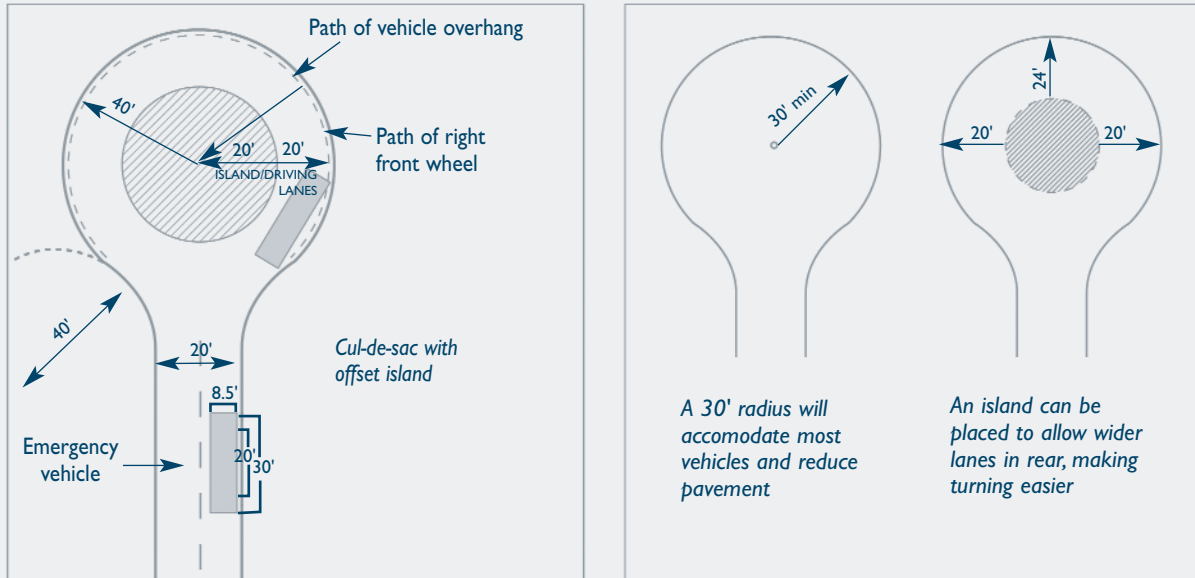 Path of vehicle overhang
40'
Path of right
front wheel
20' 20'
ISLAND/DRIVING
LANES
40'
20'
Cul-de-sac with
offset island
8.5'
Emergency
vehicle
20'
30'
30' min
A 30' radius will
accomodate most
vehicles and reduce
pavement
24'
20' 20'
An island can be
placed to allow wider
lanes in rear, making
turning easier